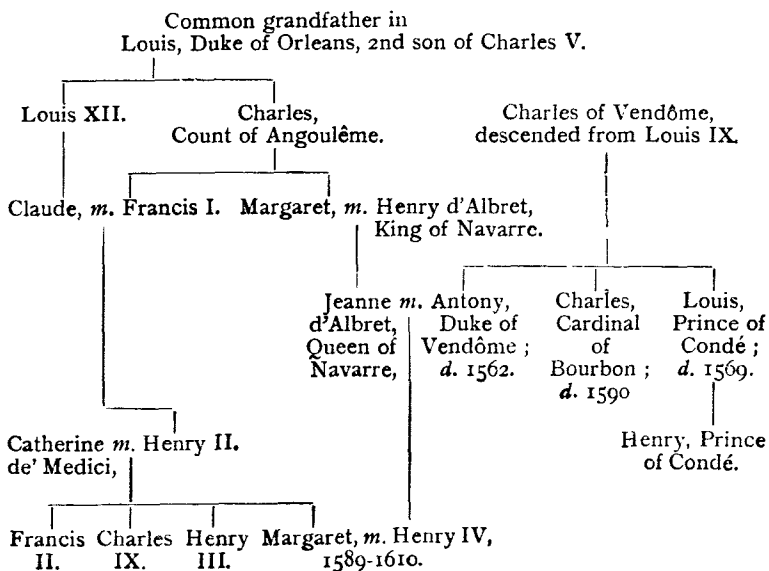 Common grandfather in
Louis, Duke of Orleans, 2nd son of Charles V.
Louis XII.
Charles,
Count of Angoulême.
Charles of Vendôme,
descended from Louis IX.
Claude, m. Francis I.
Margaret, m. Henry d'Albret,
King of Navarre.
Jeanne m. Antony,
d'Albret, Duke of
Queen of Vendôme ;
Navarre, d. 1562.
Charles,
Cardinal
of
Bourbon ;
d. 1590
Louis,
Prince of
Condé ;
d. 1569.
Henry, Prince
of Condé.
Catherine m. Henry II.
de' Medici,
Francis
II.
Charles
IX.
Henry
III.
Margaret, m. Henry IV,
1589-1610.